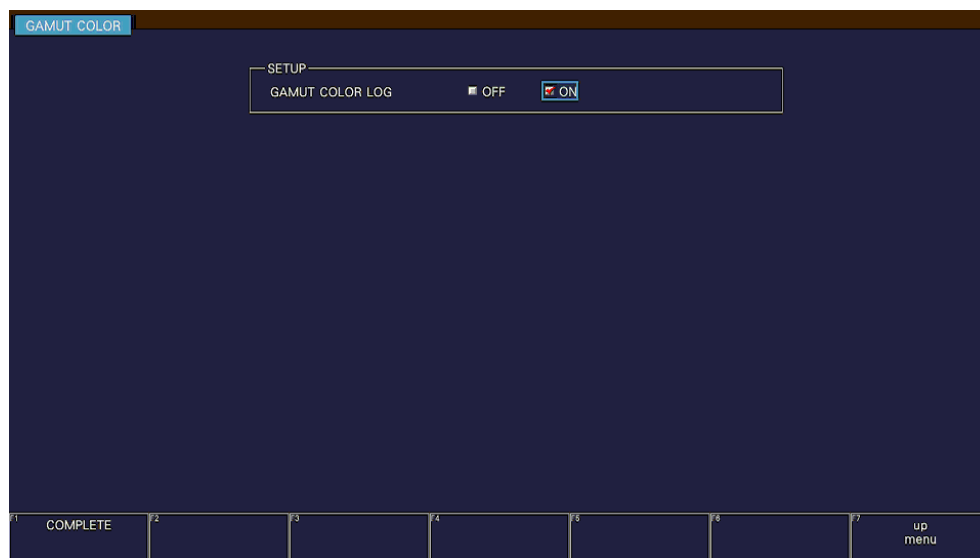 GAMUT COLOR
SETUP
GAMUT COLOR LOG OFF ON
F1 COMPLETE F2 F3 F4 F5 F6 F7 up
menu